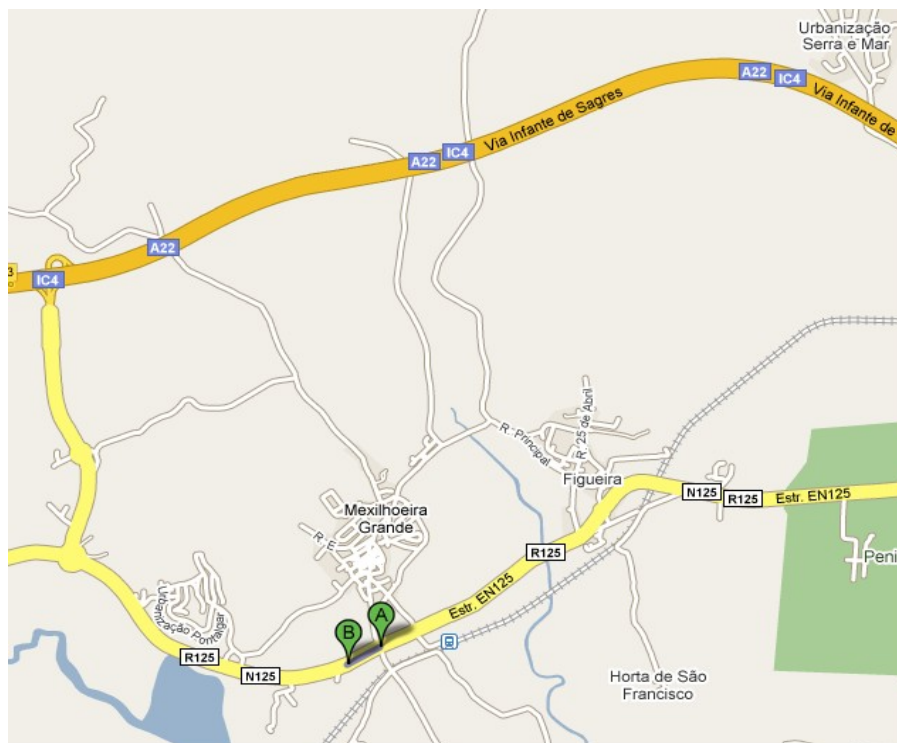 Urbanização
Serra e Mar
A22
IC4
Via Infante de
Via Infante de Sagres
IC4
A22
A22
3
IC4
R. 25 de Abril
R. Principal
Figueira
N125
R125
Estr. EN125
Mexilhoeira
Grande
R. E
R125
Estr. EN125
Peni
Urbanização Portalgar
A
B
R125
N125
Horta de São
Francisco